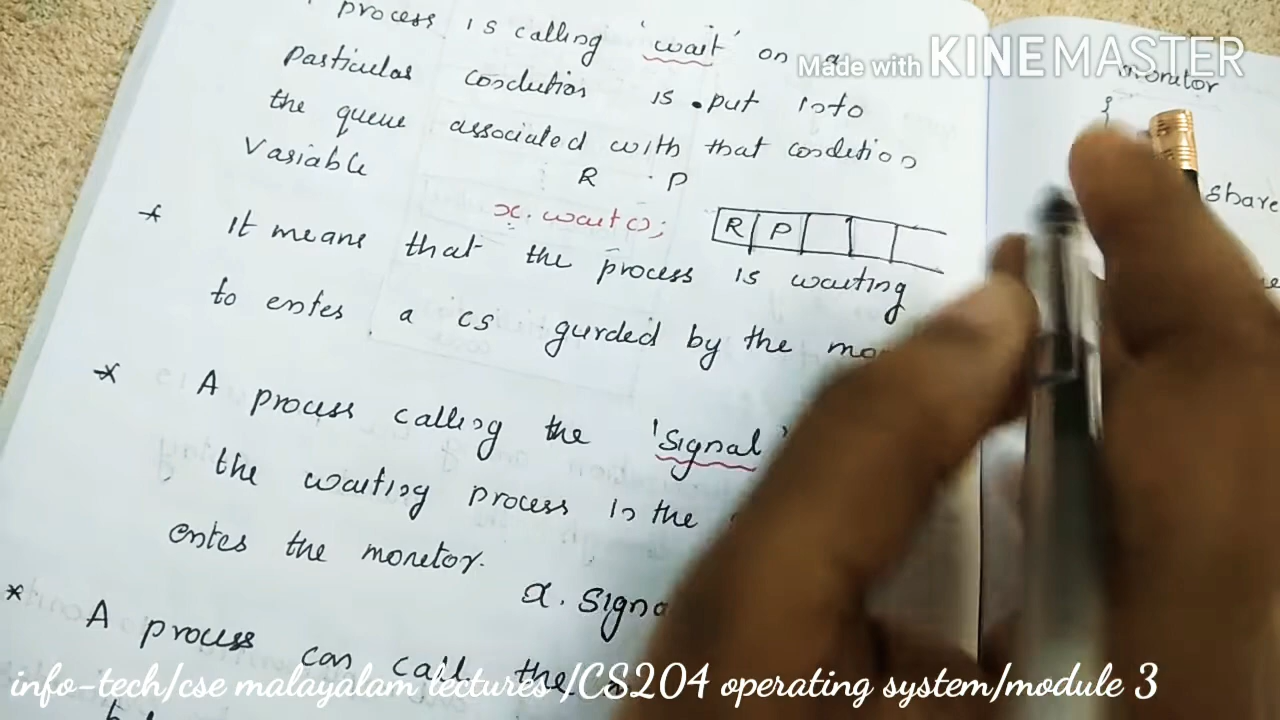 process is calling 'wait' on a
Made with KINEMASTER
particular condition is put into
the queue associated with that condition
variable
R P
x. wait();
R P
* It means that the process is waiting
to enter a cs gurded by the
* A process calling the 'signal'
the waiting process in the
enter the monitor.
x. Signa
* A process can call the
monitor
{
share
info-tech/cse malayalam lectures /CS204 operating system/module 3